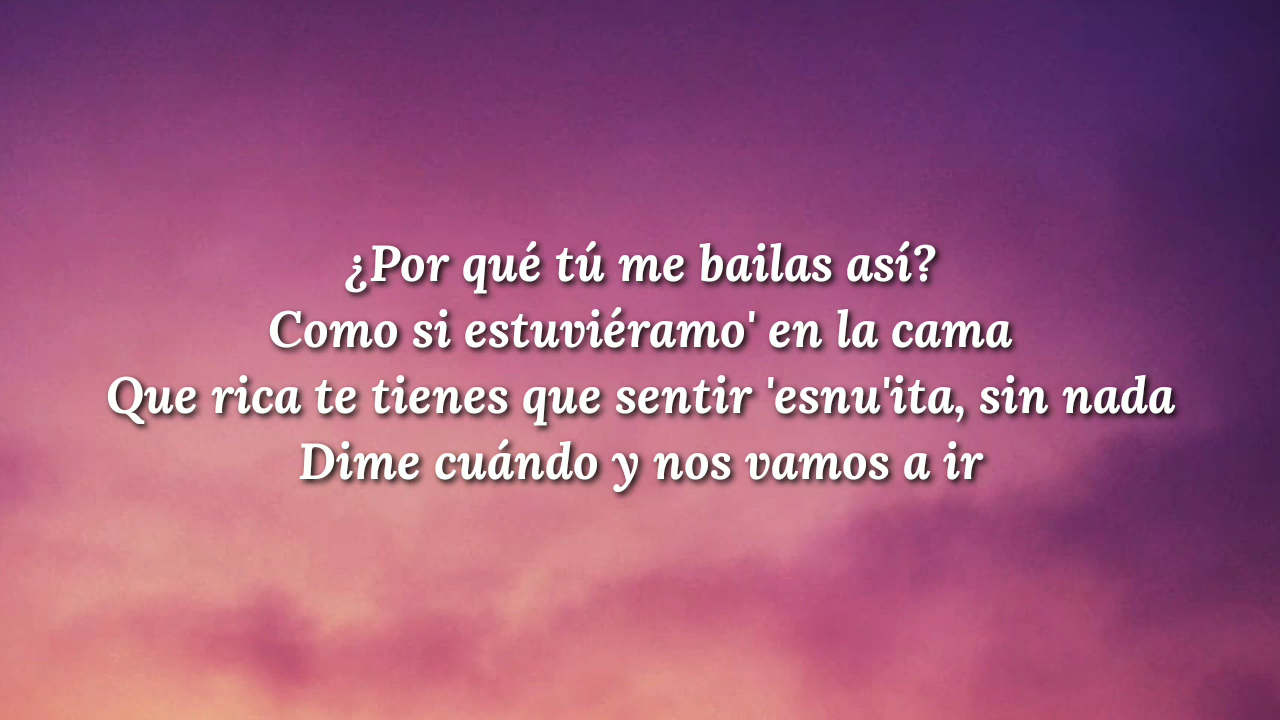 ¿Por qué tú me bailas así?
Como si estuviéramo' en la cama
Que rica te tienes que sentir 'esnu'ita, sin nada
Dime cuándo y nos vamos a ir